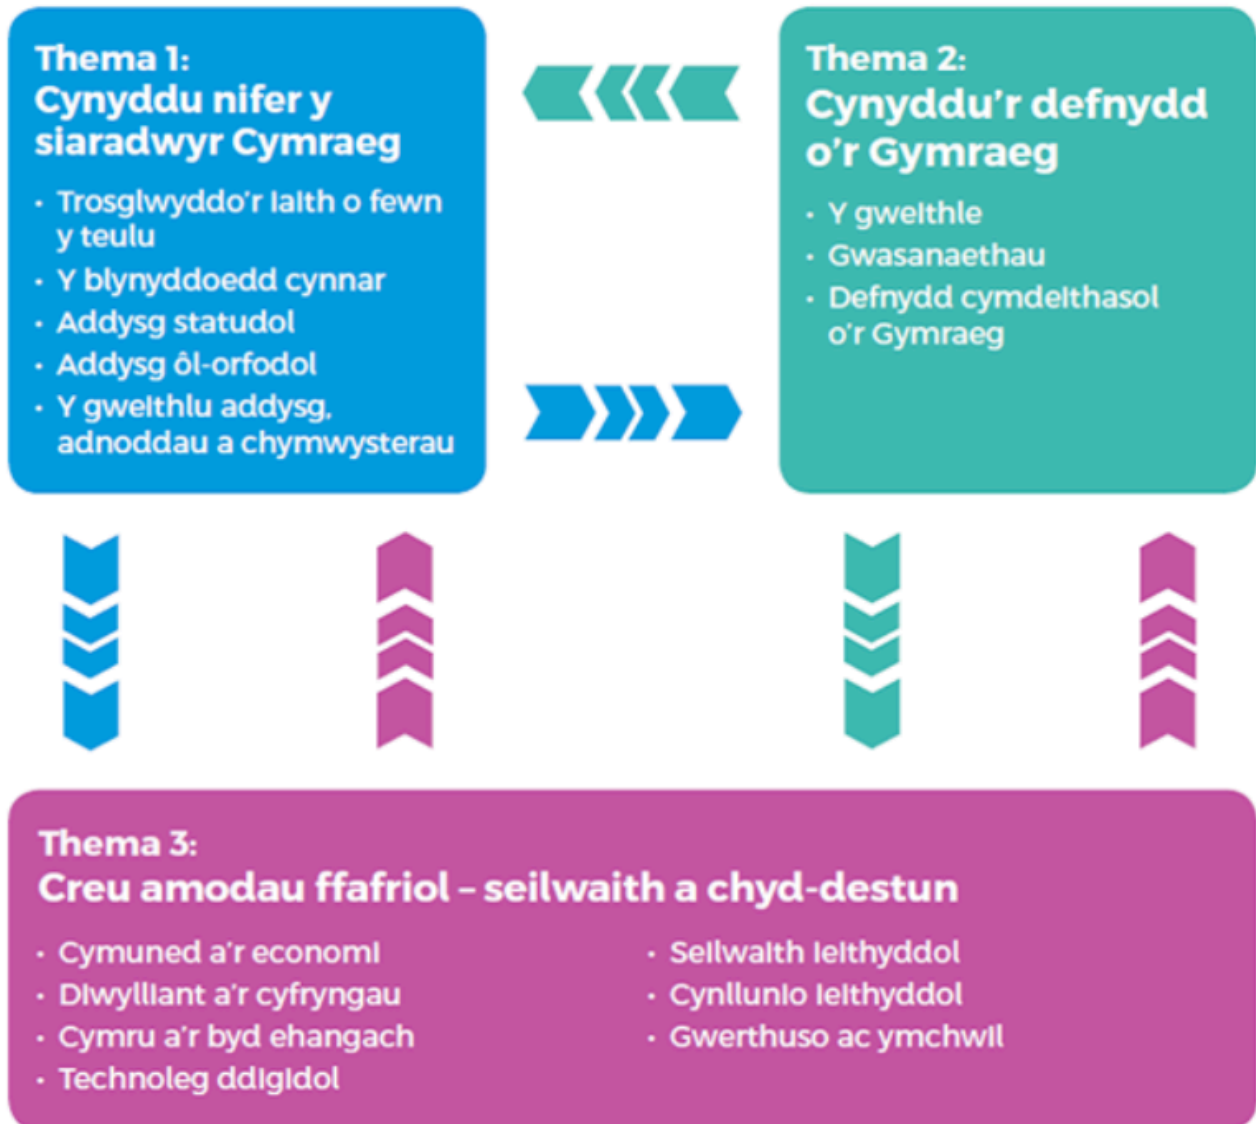 Thema 1:
Cynyddu nifer y
siaradwyr Cymraeg
• Trosglwyddo'r iaith o fewn
y teulu
• Y blynyddoedd cynnar
• Addysg statudol
• Addysg ôl-orfodol
• Y gweithlu addysg,
adnoddau a chymwysterau
Thema 2:
Cynyddu'r defnydd
o'r Gymraeg
• Y gweithle
• Gwasanaethau
• Defnydd cymdeithasol
o'r Gymraeg
Thema 3:
Creu amodau ffafriol – seilwaith a chyd-destun
• Cymuned a'r economi
• Diwylliant a'r cyfryngau
• Cymru a'r byd ehangach
• Technoleg ddigidol
• Seilwaith ieithyddol
• Cynllunio ieithyddol
• Gwerthuso ac ymchwil